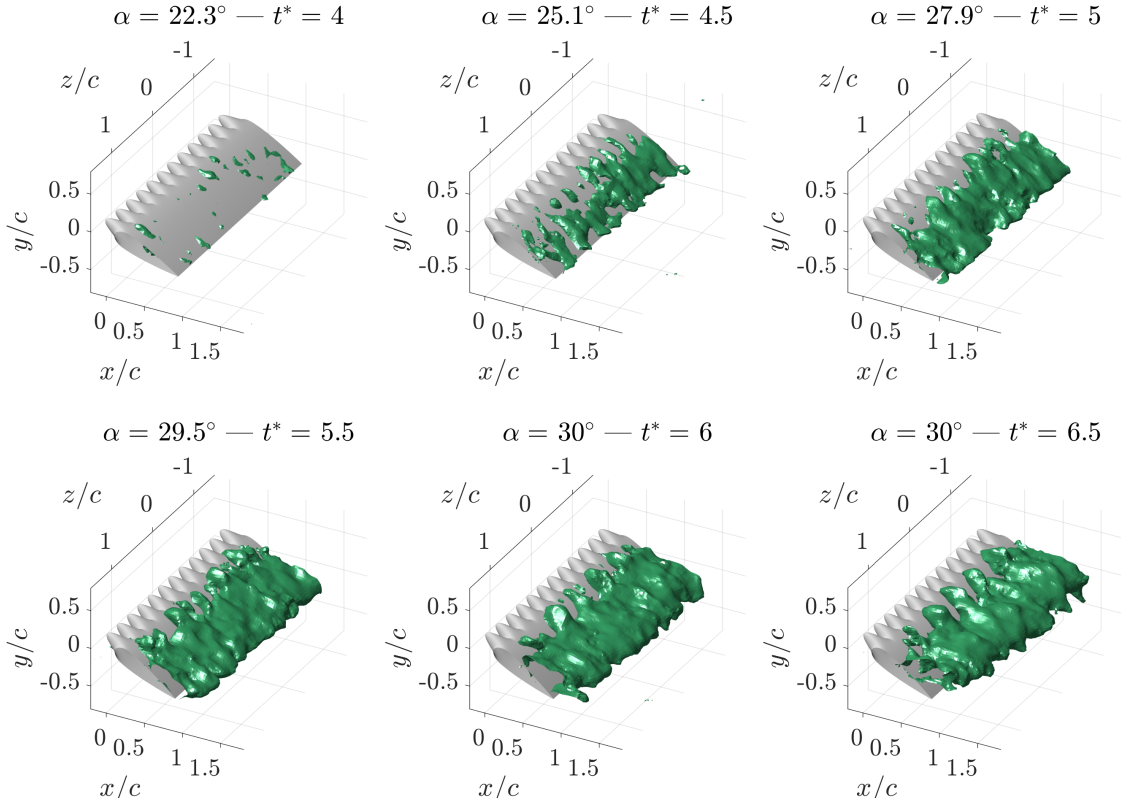 α = 22.3° — t* = 4
-1
0
1
z/c
0.5
0
-0.5
y/c
0 0.5 1 1.5
x/c
α = 25.1° — t* = 4.5
-1
0
1
z/c
0.5
0
-0.5
y/c
0 0.5 1 1.5
x/c
α = 27.9° — t* = 5
-1
0
1
z/c
0.5
0
-0.5
y/c
0 0.5 1 1.5
x/c
α = 29.5° — t* = 5.5
-1
0
1
z/c
0.5
0
-0.5
y/c
0 0.5 1 1.5
x/c
α = 30° — t* = 6
-1
0
1
z/c
0.5
0
-0.5
y/c
0 0.5 1 1.5
x/c
α = 30° — t* = 6.5
-1
0
1
z/c
0.5
0
-0.5
y/c
0 0.5 1 1.5
x/c